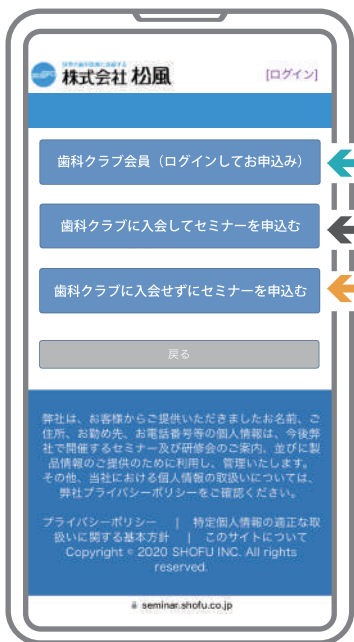 株式会社 松風
[ログイン]
歯科クラブ会員（ログインしてお申込み）
歯科クラブに入会してセミナーを申込む
歯科クラブに入会せずにセミナーを申込む
戻る
弊社は、お客様からご提供いただきましたお名前、ご
住所、お勤め先、お電話番号等の個人情報は、今後弊
社で開催するセミナー及び研修会のご案内、並びに製
品情報のご提供のために利用し、管理いたします。
その他、当社における個人情報の取扱いについては、
弊社プライバシーポリシーをご確認ください。
プライバシーポリシー　|　特定個人情報の適正な取
扱いに関する基本方針　|　このサイトについて
Copyright © 2020 SHOFU INC. All rights
reserved.
seminar.shofu.co.jp